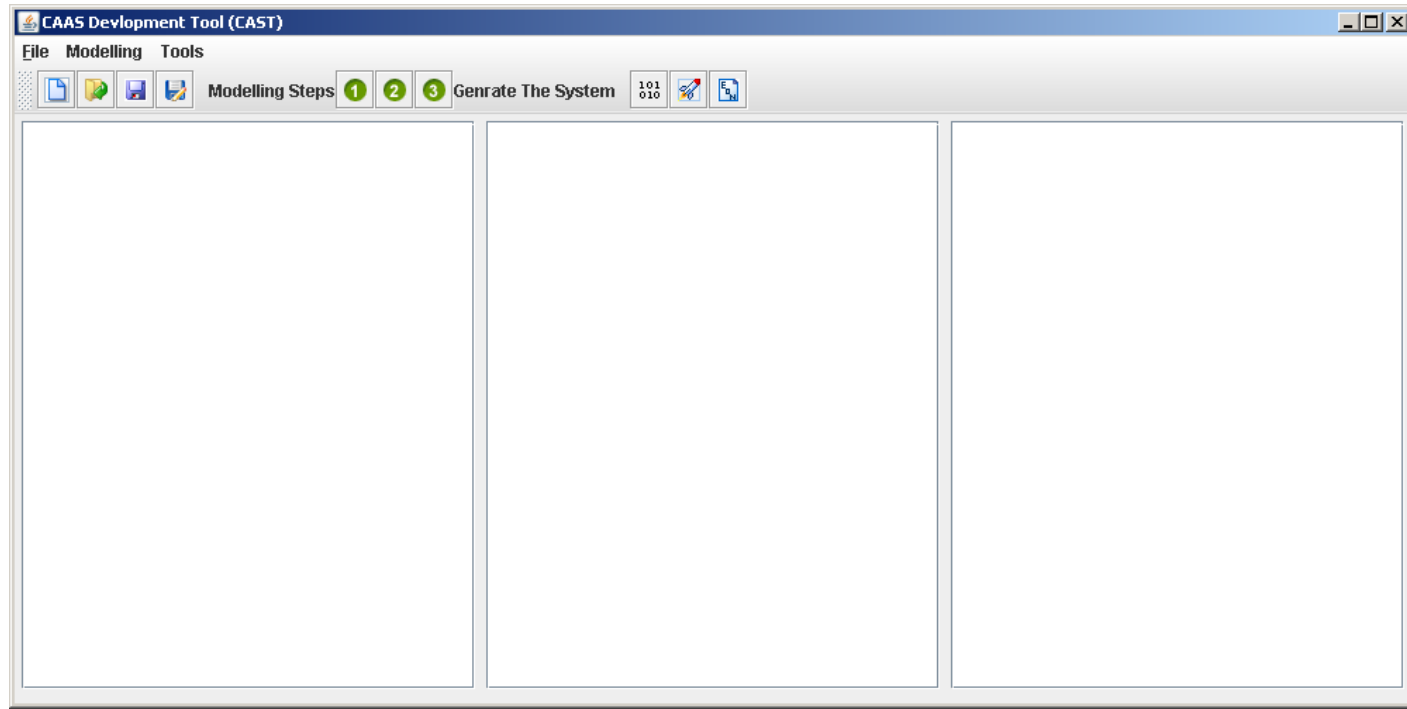 CAAS Devlopment Tool (CAST)
File Modelling Tools
Modelling Steps 1 2 3 Genrate The System 101
010